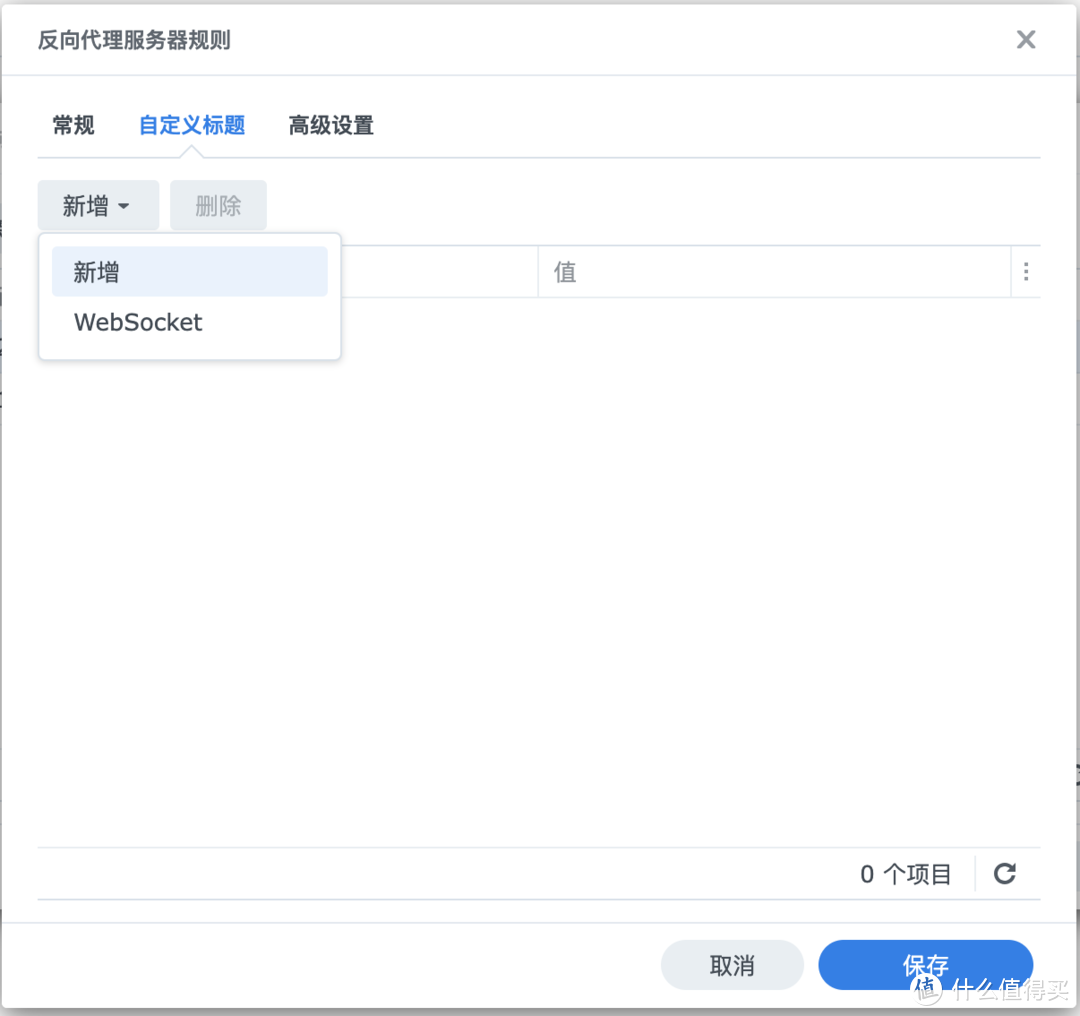 反向代理服务器规则
常规 自定义标题 高级设置
新增 删除
新增
WebSocket
值
0 个项目
取消 保存
值 什么值得买